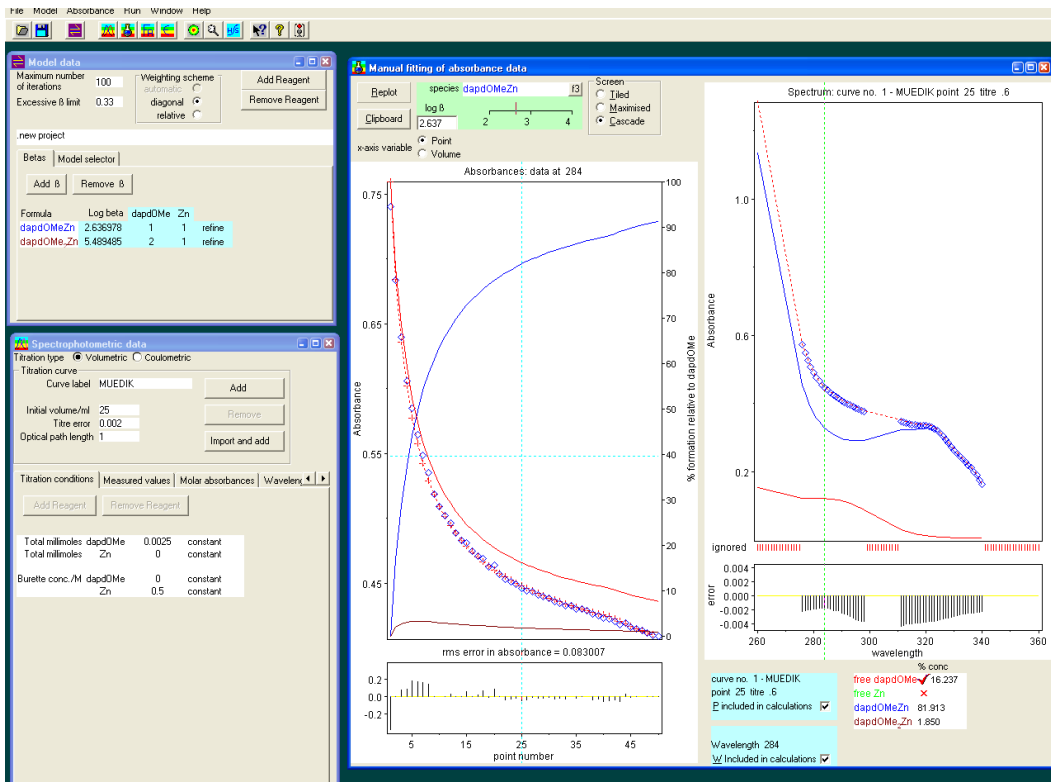 File Model Absorbance Run Window Help
Model data
Maximum number of iterations 100
Excessive ß limit 0.33
Weighting scheme
automatic
diagonal
relative
Add Reagent
Remove Reagent
.new project
Betas Model selector
Add ß Remove ß
Formula Log beta dapdOMe Zn
dapdOMeZn 2.636978 1 1 refine
dapdOMe₂Zn 5.489485 2 1 refine
Spectrophotometric data
Titration type Volumetric Coulometric
Titration curve
Curve label MUEDIK
Initial volume/ml 25
Titre error 0.002
Optical path length 1
Add
Remove
Import and add
Titration conditions Measured values Molar absorbances
Add Reagent Remove Reagent
Total millimoles dapdOMe 0.0025 constant
Total millimoles Zn 0 constant
Burette conc./M dapdOMe 0 constant
Zn 0.5 constant
Manual fitting of absorbance data
Replot
Clipboard
species dapdOMeZn f3
log ß
2.637
2 3 4
Screen
Tiled
Maximised
Cascade
x-axis variable Point
Volume
Absorbances: data at 284
0.75
0.65
0.55
0.45
Absorbance
100
90
80
70
60
50
40
30
20
10
0
% formation relative to dapdOMe
rms error in absorbance = 0.083007
0.2
0.0
-0.2
5 15 25 35 45
point number
Spectrum: curve no. 1 - MUEDIK point 25 titre .6
1.0
0.6
0.2
Absorbance
ignored
0.004
0.002
0.000
-0.002
-0.004
error
260 280 300 320 340 360
wavelength
curve no. 1 - MUEDIK
point 25 titre .6
P included in calculations
Wavelength 284
W Included in calculations
% conc
free dapdOMe 16.237
free Zn
dapdOMeZn 81.913
dapdOMe₂Zn 1.850